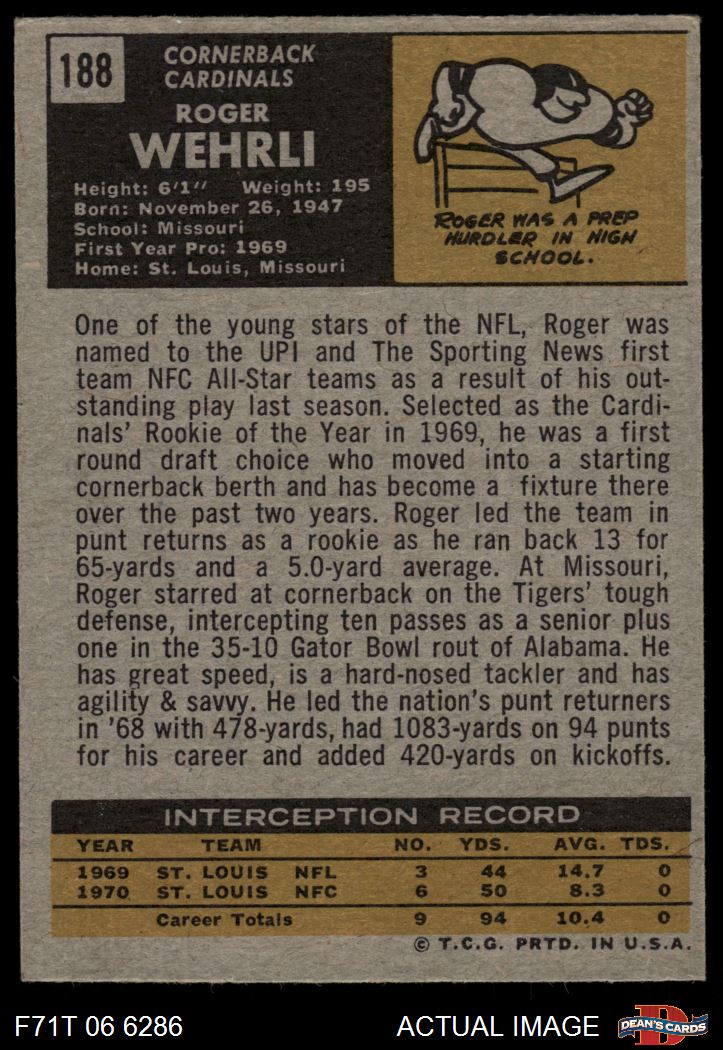 188
CORNERBACK
CARDINALS
ROGER
WEHRLI
Height: 6'1" Weight: 195
Born: November 26, 1947
School: Missouri
First Year Pro: 1969
Home: St. Louis, Missouri
ROGER WAS A PREP
HURDLER IN HIGH
SCHOOL.
One of the young stars of the NFL, Roger was
named to the UPI and The Sporting News first
team NFC All-Star teams as a result of his out-
standing play last season. Selected as the Cardi-
nals' Rookie of the Year in 1969, he was a first
round draft choice who moved into a starting
cornerback berth and has become a fixture there
over the past two years. Roger led the team in
punt returns as a rookie as he ran back 13 for
65-yards and a 5.0-yard average. At Missouri,
Roger starred at cornerback on the Tigers' tough
defense, intercepting ten passes as a senior plus
one in the 35-10 Gator Bowl rout of Alabama. He
has great speed, is a hard-nosed tackler and has
agility & savvy. He led the nation's punt returners
in '68 with 478-yards, had 1083-yards on 94 punts
for his career and added 420-yards on kickoffs.
INTERCEPTION RECORD
YEAR TEAM NO. YDS. AVG. TDS.
1969 ST. LOUIS NFL 3 44 14.7 0
1970 ST. LOUIS NFC 6 50 8.3 0
Career Totals 9 94 10.4 0
© T.C.G. PRTD. IN U.S.A.
F71T 06 6286 ACTUAL IMAGE D DEAN'S CARDS